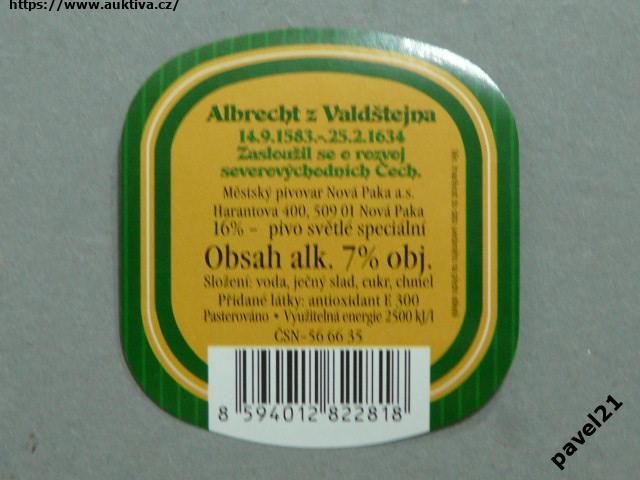 https://www.auktiva.cz/
Albrecht z Valdštejna
14.9.1583.-.25.2.1634
Zasloužil se o rozvoj
severovýchodních Čech.
Městský pivovar Nová Paka a.s.
Harantova 400, 509 01 Nová Paka
16% – pivo světlé speciální
Obsah alk. 7% obj.
Složení: voda, ječný slad, cukr, chmel
Přidané látky: antioxidant E 300
Pasterováno • Využitelná energie 2500 kJ/l
ČSN-56 66 35
8 594012 822818
pavel21